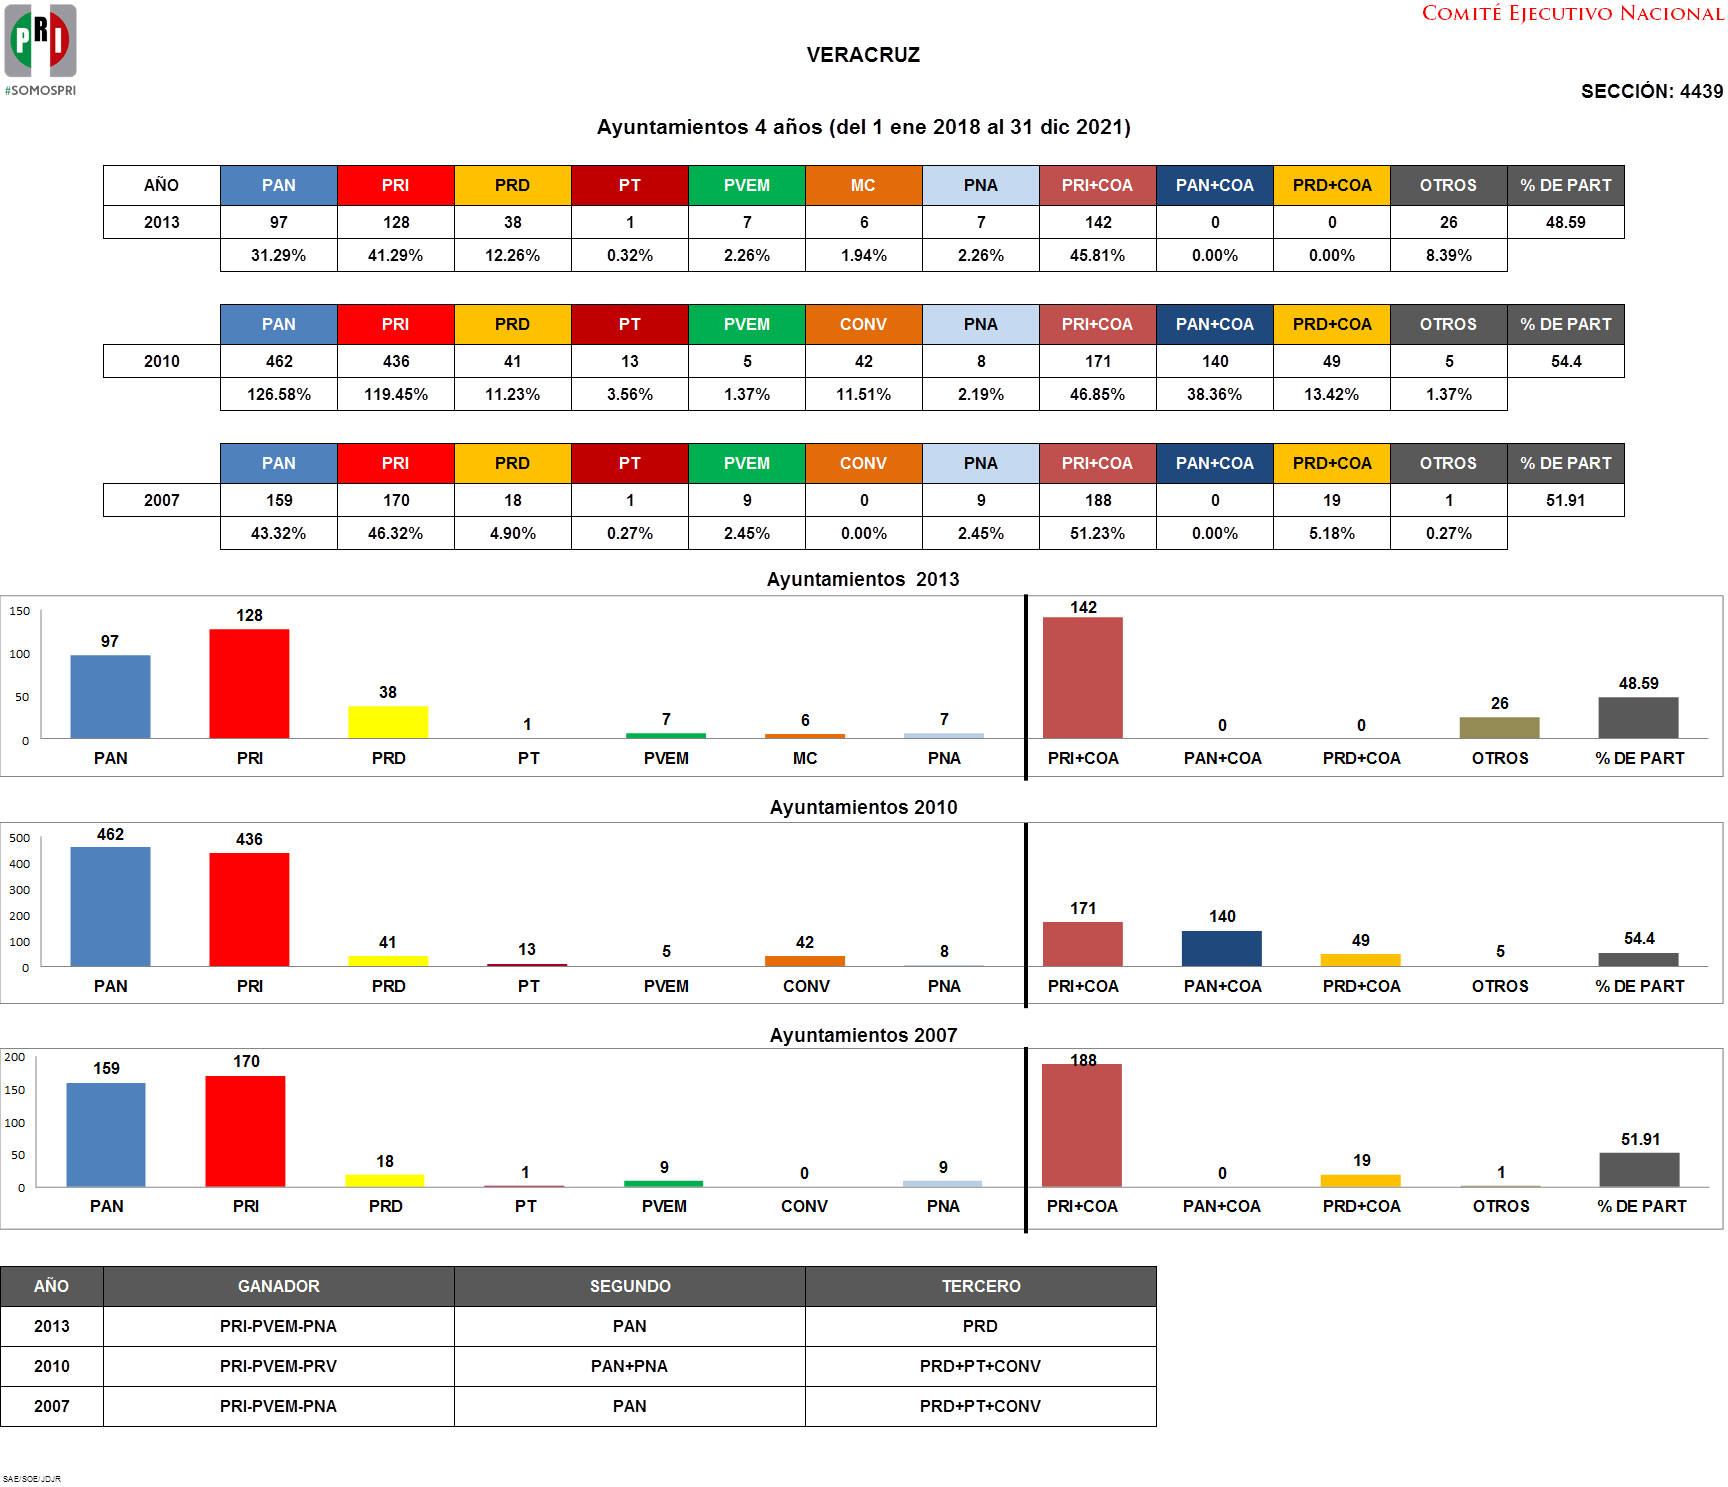 PRI
#SOMOSPRI
COMITÉ EJECUTIVO NACIONAL
VERACRUZ
SECCIÓN: 4439
Ayuntamientos 4 años (del 1 ene 2018 al 31 dic 2021)
AÑO PAN PRI PRD PT PVEM MC PNA PRI+COA PAN+COA PRD+COA OTROS % DE PART
2013 97 128 38 1 7 6 7 142 0 0 26 48.59
31.29% 41.29% 12.26% 0.32% 2.26% 1.94% 2.26% 45.81% 0.00% 0.00% 8.39%
PAN PRI PRD PT PVEM CONV PNA PRI+COA PAN+COA PRD+COA OTROS % DE PART
2010 462 436 41 13 5 42 8 171 140 49 5 54.4
126.58% 119.45% 11.23% 3.56% 1.37% 11.51% 2.19% 46.85% 38.36% 13.42% 1.37%
PAN PRI PRD PT PVEM CONV PNA PRI+COA PAN+COA PRD+COA OTROS % DE PART
2007 159 170 18 1 9 0 9 188 0 19 1 51.91
43.32% 46.32% 4.90% 0.27% 2.45% 0.00% 2.45% 51.23% 0.00% 5.18% 0.27%
Ayuntamientos 2013
150
100
50
0
97 128 38 1 7 6 7 142 0 0 26 48.59
PAN PRI PRD PT PVEM MC PNA PRI+COA PAN+COA PRD+COA OTROS % DE PART
Ayuntamientos 2010
500
400
300
200
100
0
462 436 41 13 5 42 8 171 140 49 5 54.4
PAN PRI PRD PT PVEM CONV PNA PRI+COA PAN+COA PRD+COA OTROS % DE PART
Ayuntamientos 2007
200
150
100
50
0
159 170 18 1 9 0 9 188 0 19 1 51.91
PAN PRI PRD PT PVEM CONV PNA PRI+COA PAN+COA PRD+COA OTROS % DE PART
AÑO GANADOR SEGUNDO TERCERO
2013 PRI-PVEM-PNA PAN PRD
2010 PRI-PVEM-PRV PAN+PNA PRD+PT+CONV
2007 PRI-PVEM-PNA PAN PRD+PT+CONV
SAE/SOE/JDJR